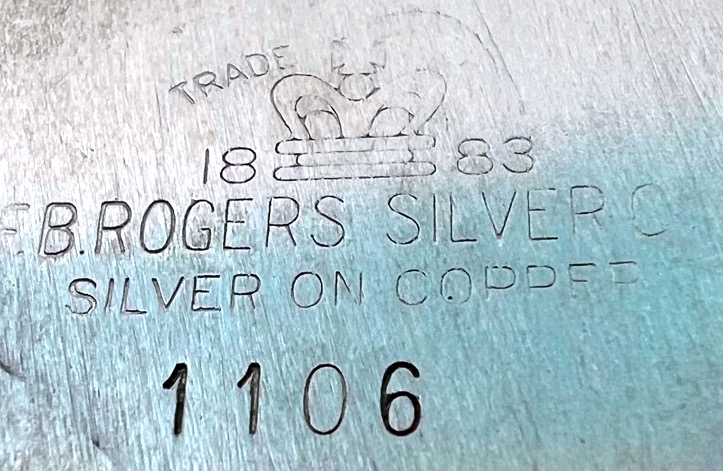 TRADE
18 83
F.B. ROGERS SILVER C
SILVER ON COPPER
1106